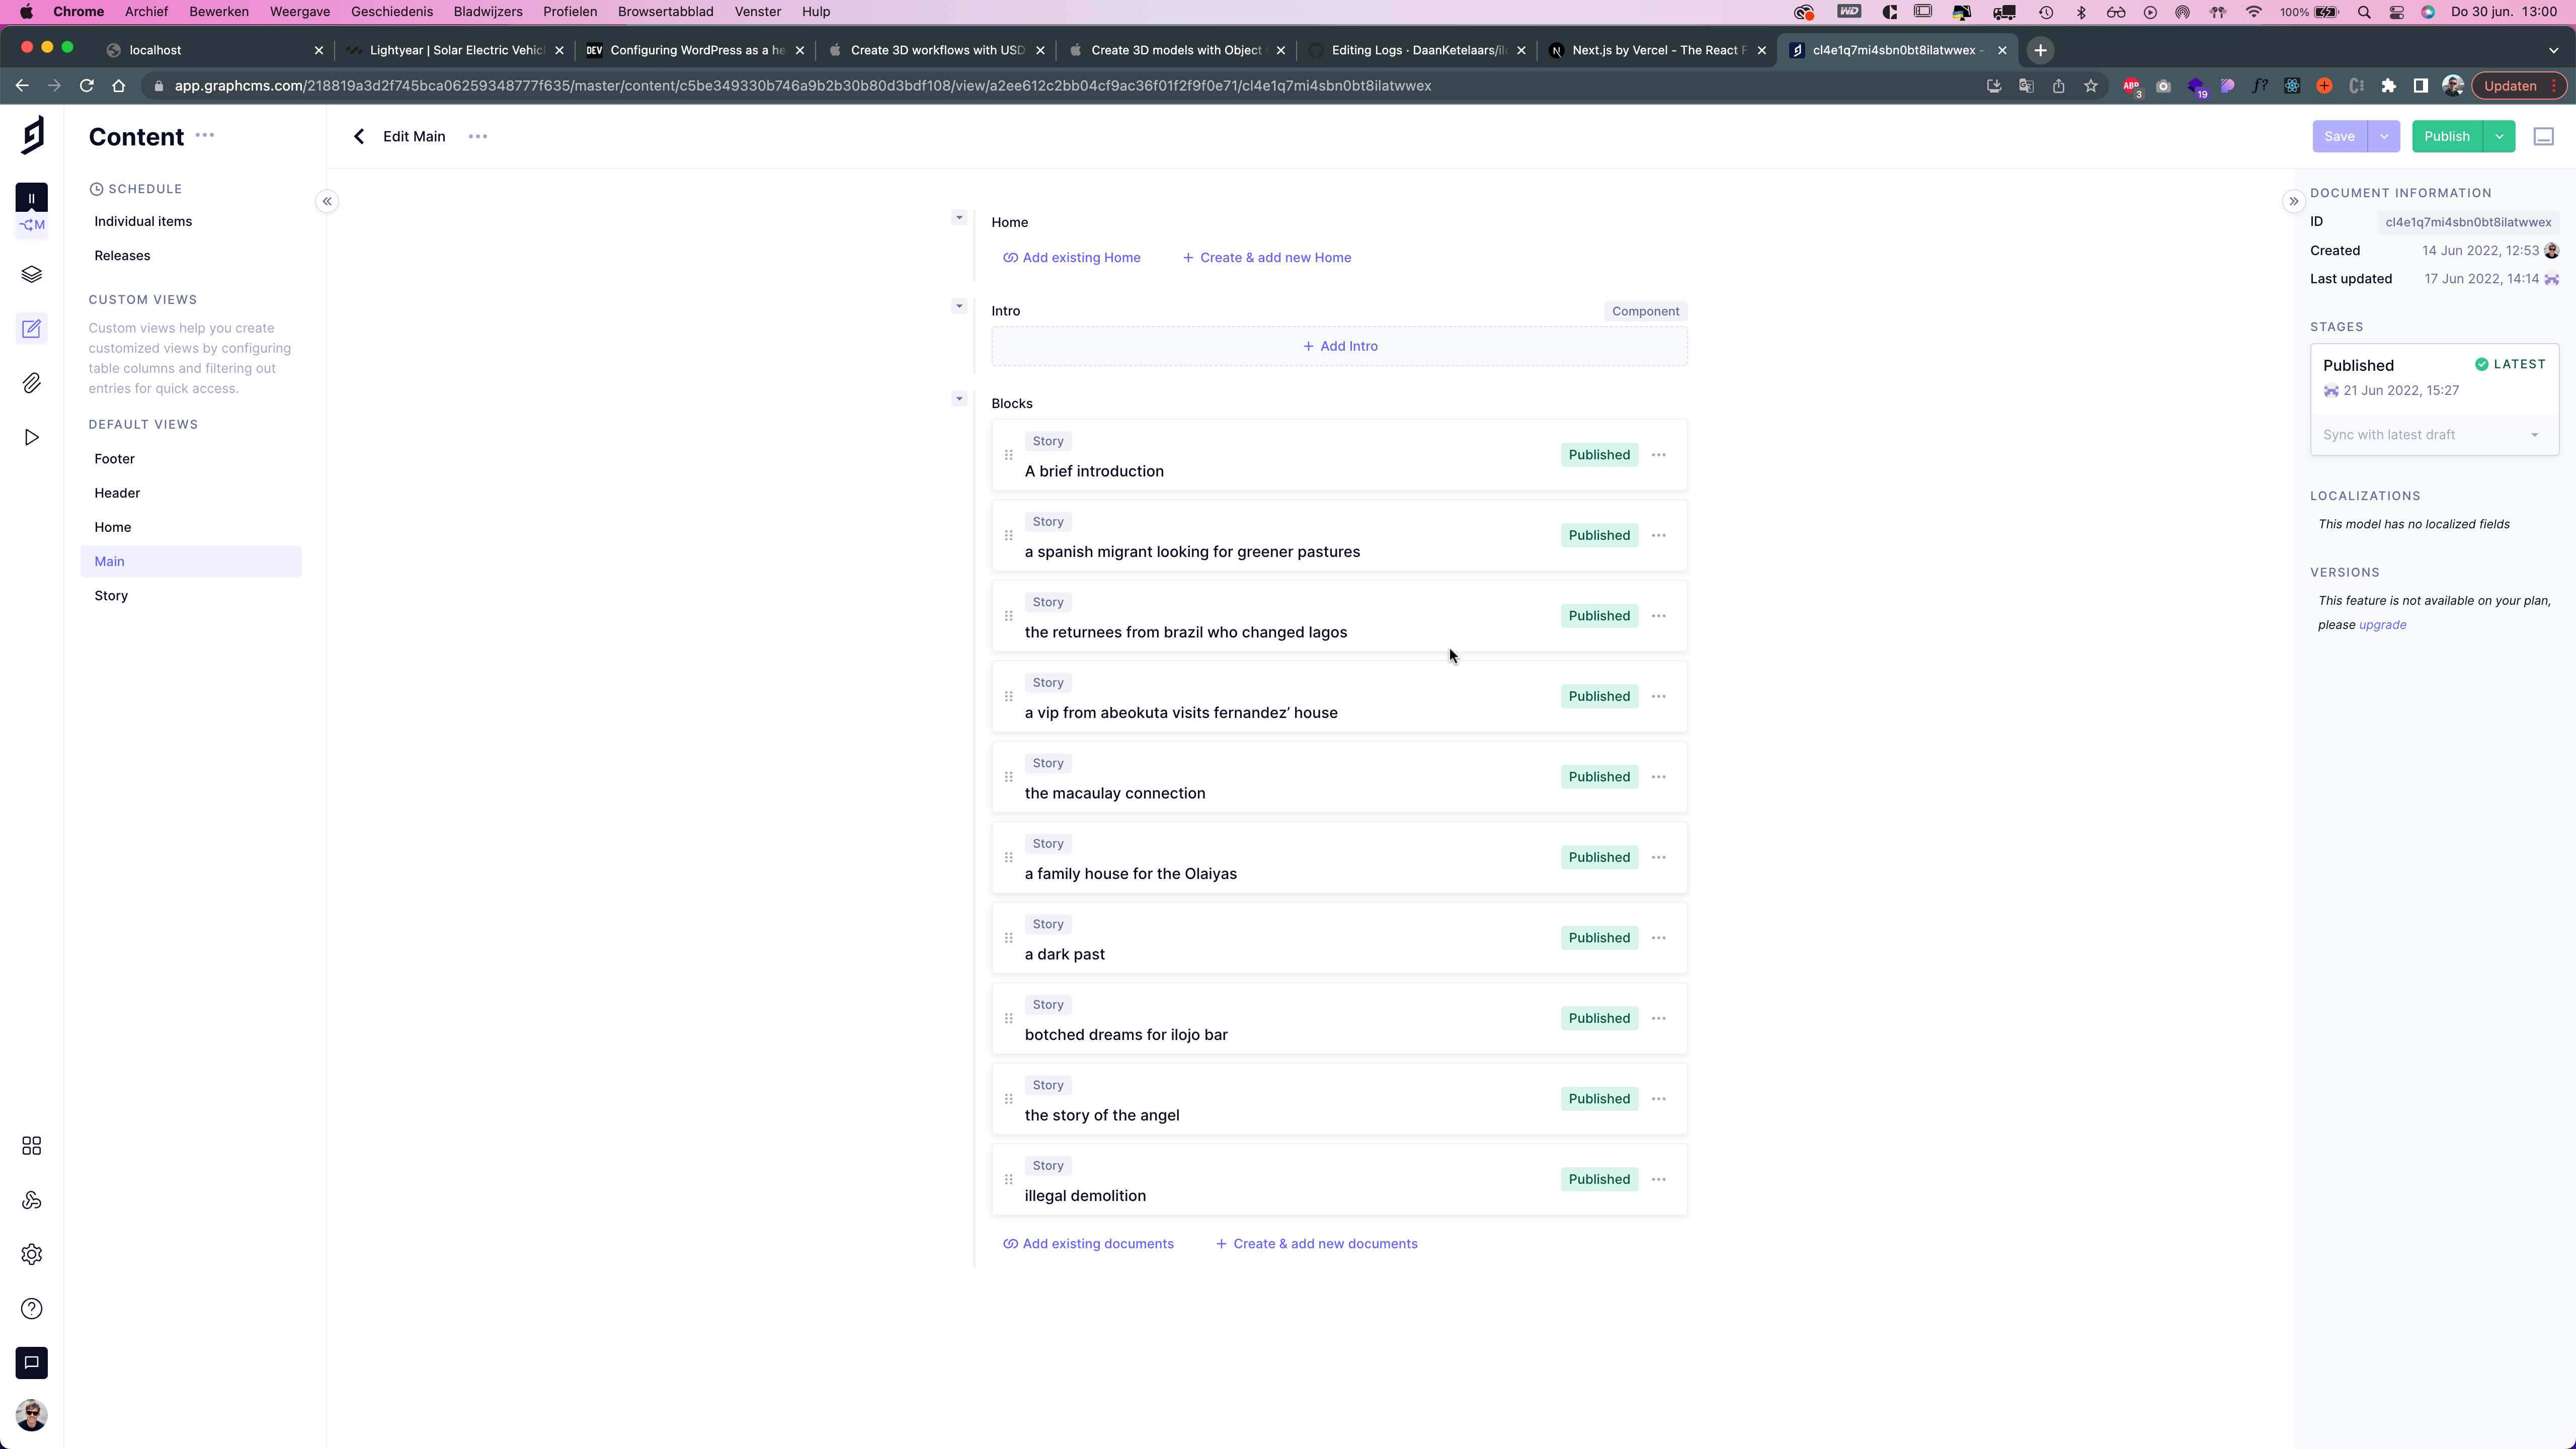 Chrome Archief Bewerken Weergave Geschiedenis Bladwijzers Profielen Browsertabblad Venster Hulp 100% Do 30 jun. 13:00
localhost Lightyear | Solar Electric Vehicl DEV Configuring WordPress as a he Create 3D workflows with USD Create 3D models with Object Editing Logs · DaanKetelaars/il Next.js by Vercel - The React F cl4e1q7mi4sbn0bt8ilatwwex -
app.graphcms.com/218819a3d2f745bca06259348777f635/master/content/c5be349330b746a9b2b30b80d3bdf108/view/a2ee612c2bb04cf9ac36f01f2f9f0e71/cl4e1q7mi4sbn0bt8ilatwwex ABP 3 19 f? Updaten
Content
Edit Main
Save
Publish
II
M
SCHEDULE
Individual items
Releases
CUSTOM VIEWS
Custom views help you create
customized views by configuring
table columns and filtering out
entries for quick access.
DEFAULT VIEWS
Footer
Header
Home
Main
Story
Home
Add existing Home + Create & add new Home
Intro Component
+ Add Intro
Blocks
Story
A brief introduction Published
Story
a spanish migrant looking for greener pastures Published
Story
the returnees from brazil who changed lagos Published
Story
a vip from abeokuta visits fernandez’ house Published
Story
the macaulay connection Published
Story
a family house for the Olaiyas Published
Story
a dark past Published
Story
botched dreams for ilojo bar Published
Story
the story of the angel Published
Story
illegal demolition Published
Add existing documents + Create & add new documents
DOCUMENT INFORMATION
ID cl4e1q7mi4sbn0bt8ilatwwex
Created 14 Jun 2022, 12:53
Last updated 17 Jun 2022, 14:14
STAGES
Published LATEST
21 Jun 2022, 15:27
Sync with latest draft
LOCALIZATIONS
This model has no localized fields
VERSIONS
This feature is not available on your plan,
please upgrade